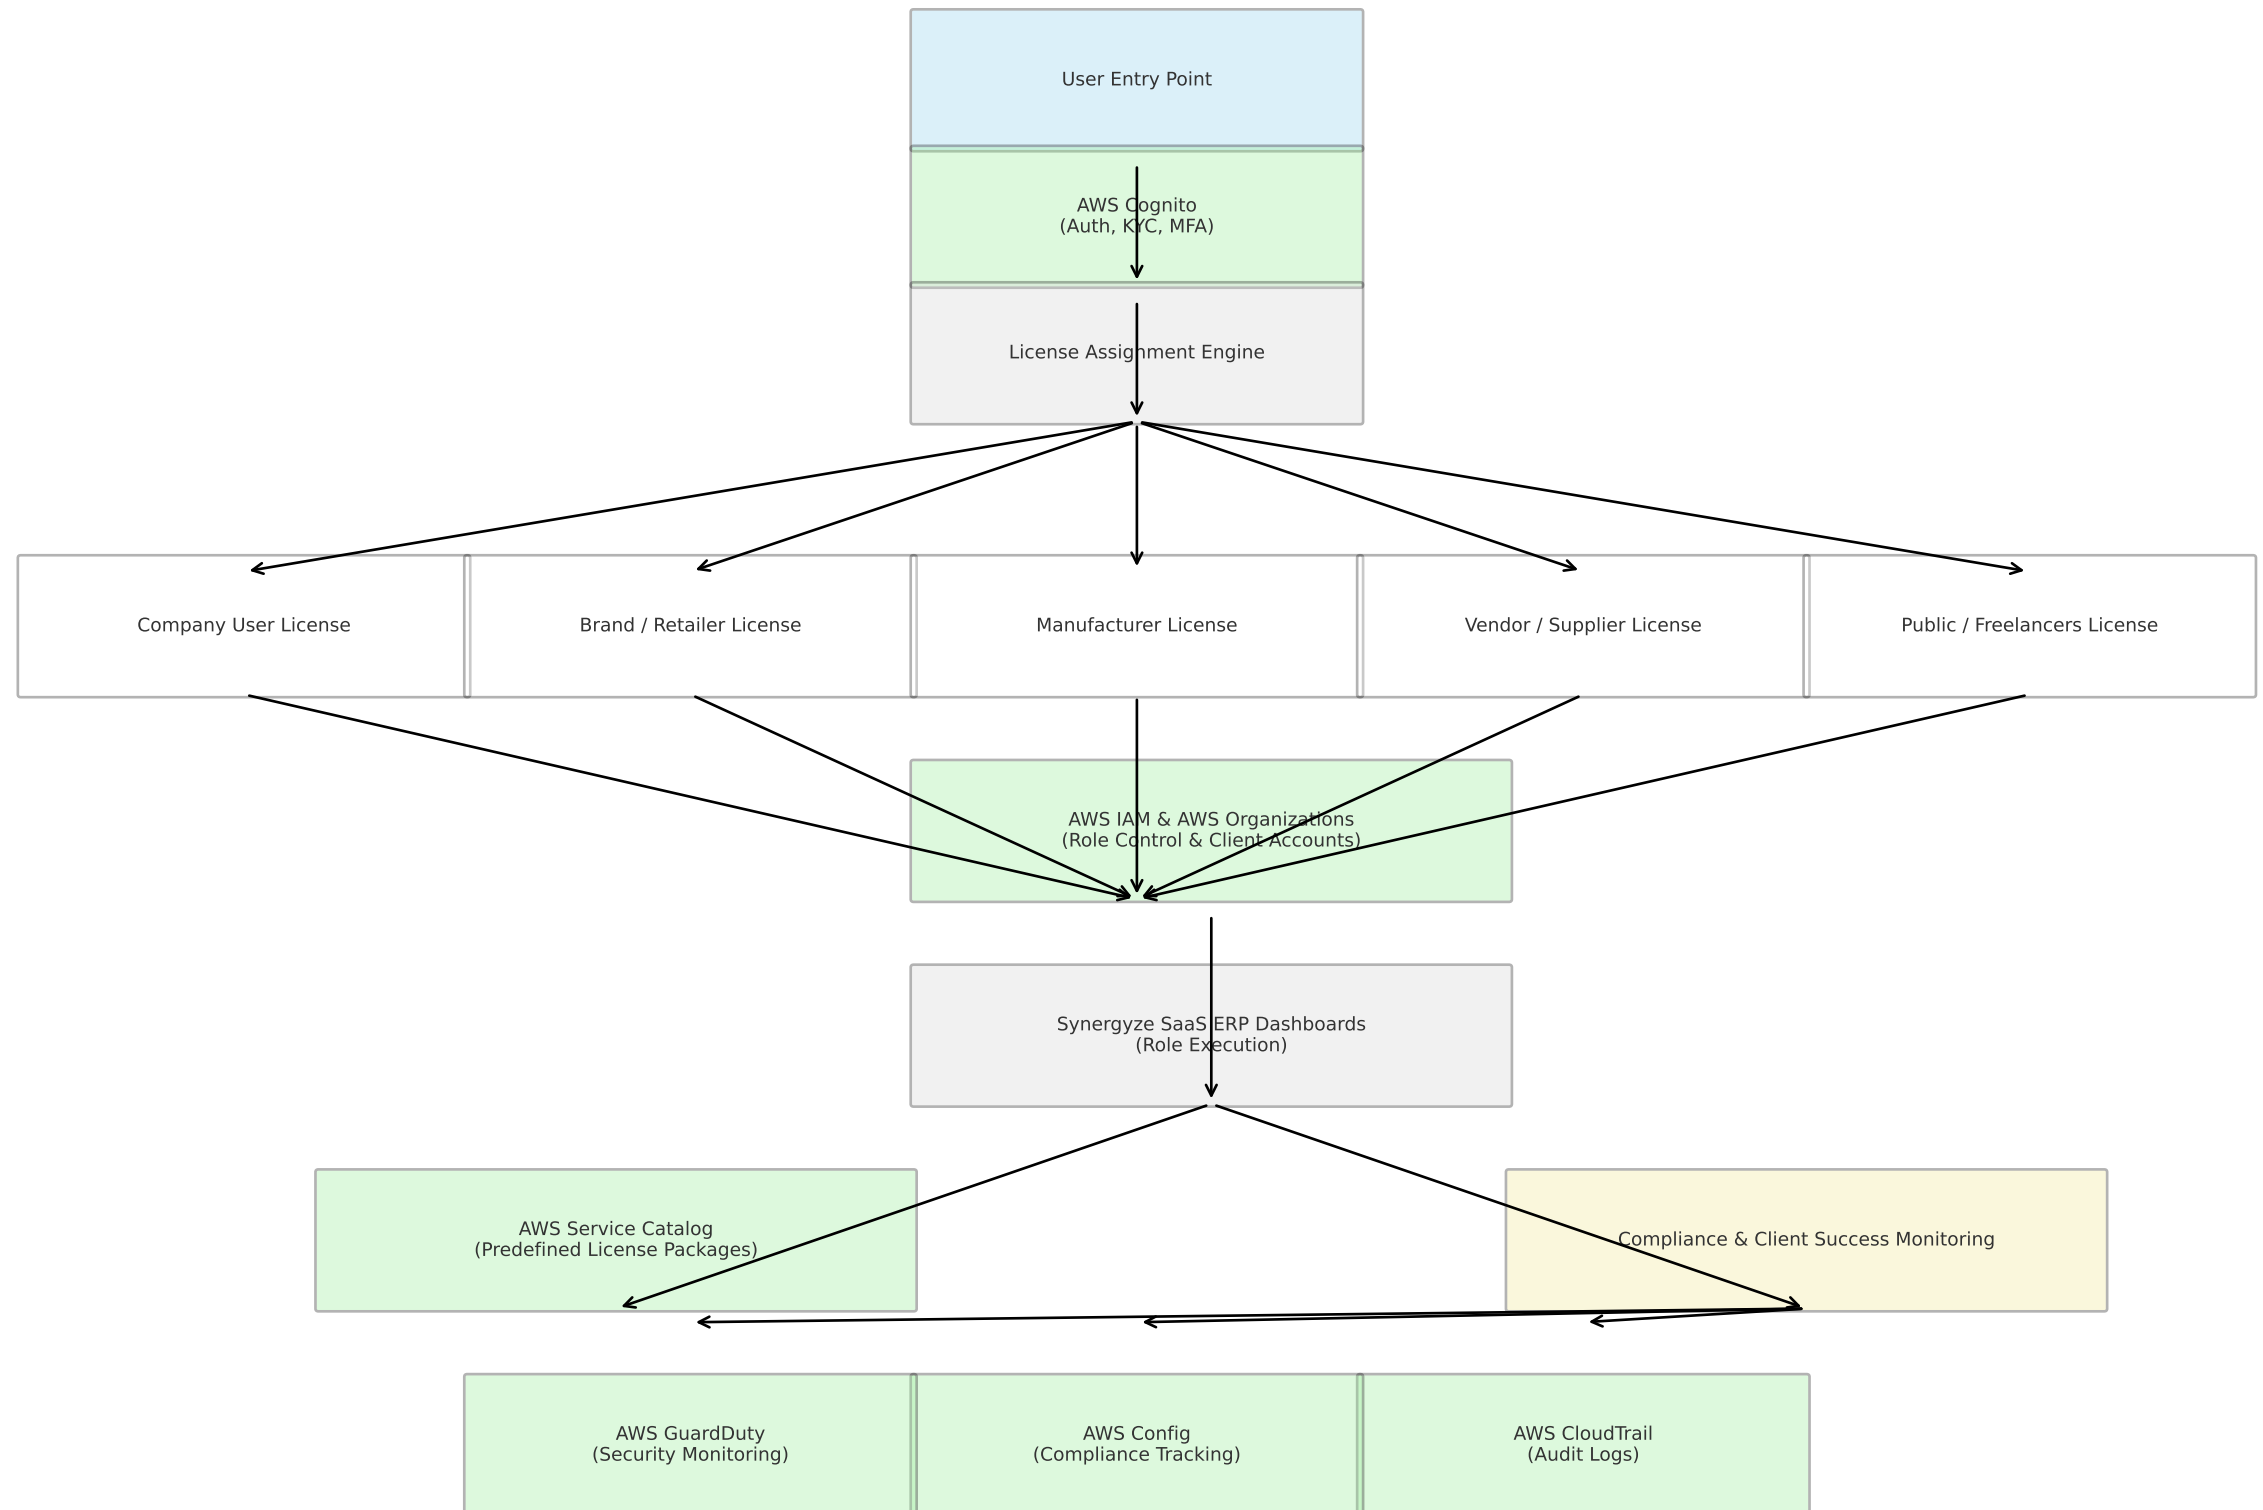 User Entry Point
AWS Cognito
(Auth, KYC, MFA)
License Assignment Engine
Company User License
Brand / Retailer License
Manufacturer License
Vendor / Supplier License
Public / Freelancers License
AWS IAM & AWS Organizations
(Role Control & Client Accounts)
Synergyze SaaS ERP Dashboards
(Role Execution)
AWS Service Catalog
(Predefined License Packages)
Compliance & Client Success Monitoring
AWS GuardDuty
(Security Monitoring)
AWS Config
(Compliance Tracking)
AWS CloudTrail
(Audit Logs)